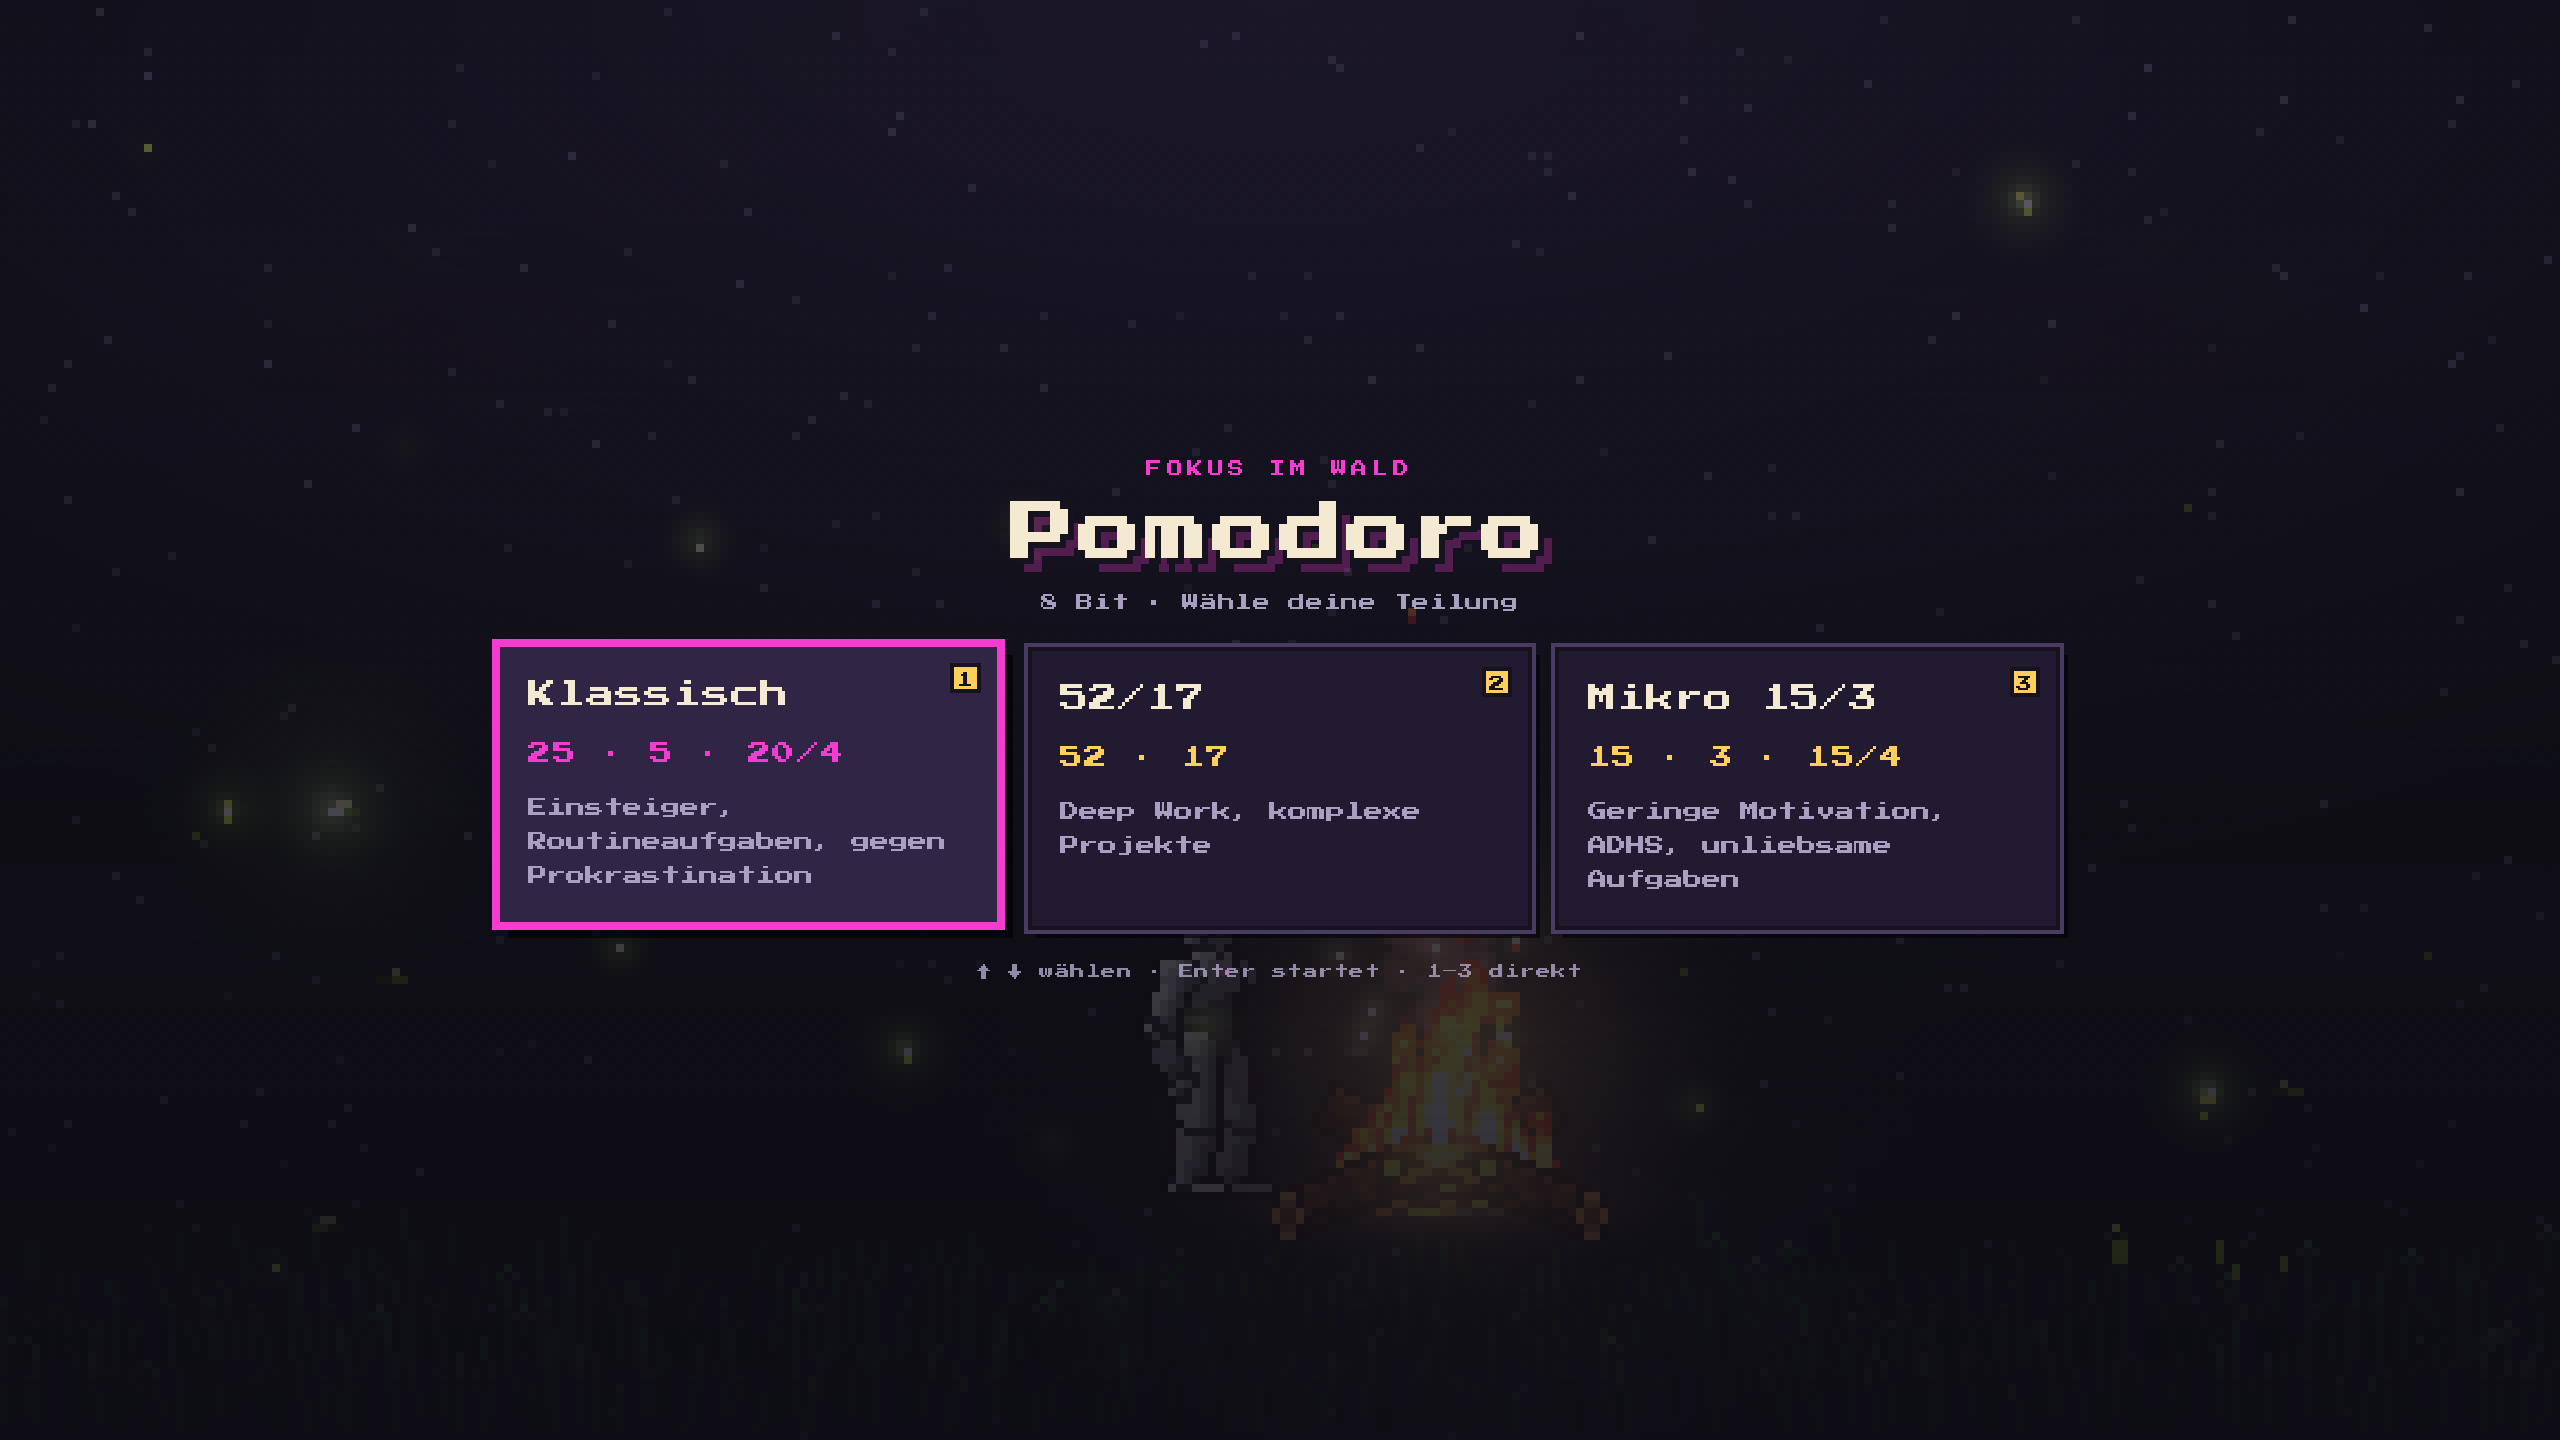 FOKUS IM WALD
Pomodoro
8 Bit · Wähle deine Teilung
Klassisch
1
25 · 5 · 20/4
Einsteiger,
Routineaufgaben, gegen
Prokrastination
52/17
2
52 · 17
Deep Work, komplexe
Projekte
Mikro 15/3
3
15 · 3 · 15/4
Geringe Motivation,
ADHS, unliebsame
Aufgaben
↑ ↓ wählen · Enter startet · 1–3 direkt